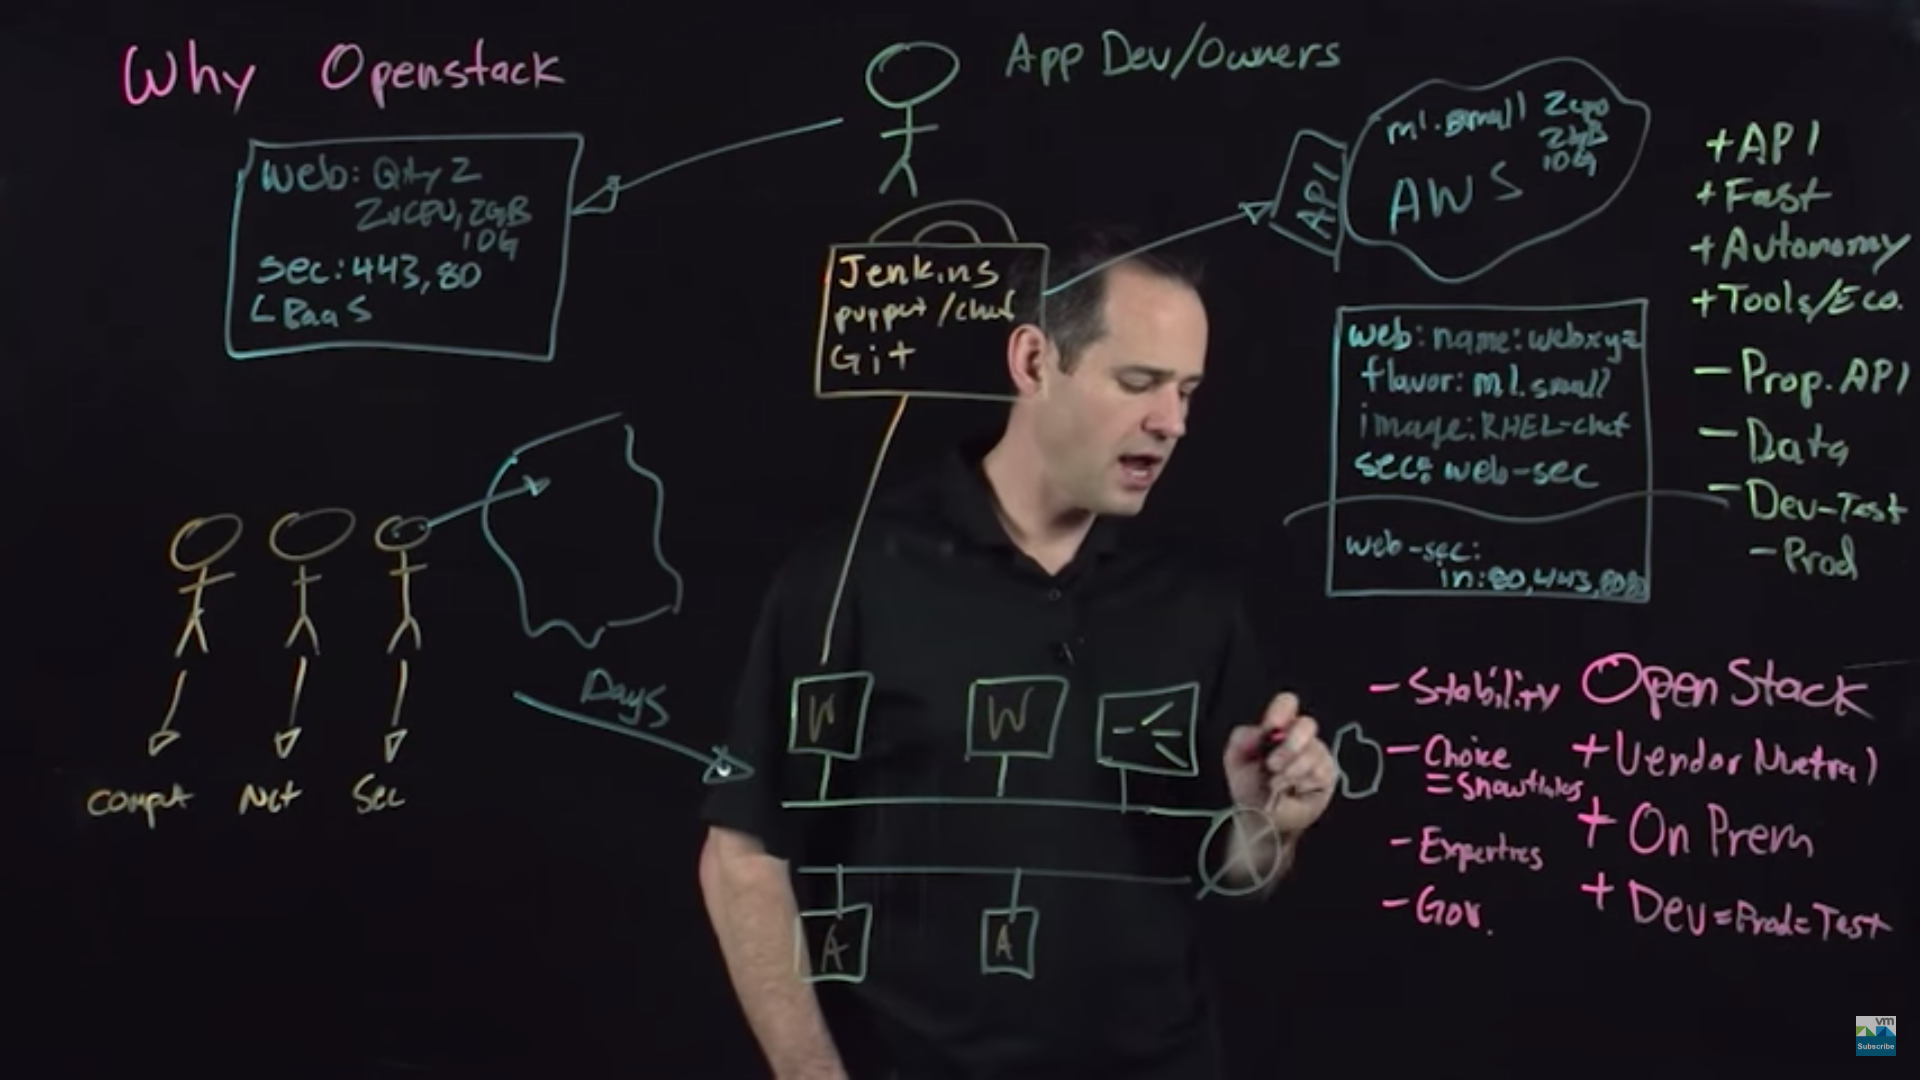 Why Openstack
App Dev/Owners
web: Qty 2
2vCPU, 2GB
10G
sec: 443, 80
LBaaS
Jenkins
puppet/chef
Git
API
m1.small 2cpu
2GB
10G
AWS
+ API
+ Fast
+ Autonomy
+ Tools/Eco.
- Prop. API
- Data
- Dev-Test
- Prod
web: name: webxyz
flavor: m1.small
image: RHEL-chef
sec: web-sec
web-sec:
in: 80, 443, 8080
Days
Net
Sec
W
W
A
A
- Stability
- Choice
= Snowflakes
- Gov.
OpenStack
+ Vendor Nuetral
+ On Prem
+ Dev=Prod=Test
vm
Subscribe